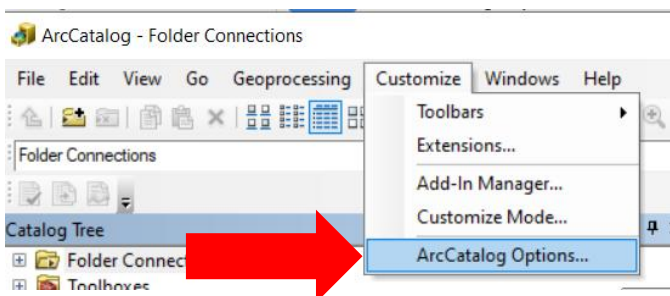 ArcCatalog - Folder Connections
File Edit View Go Geoprocessing Customize Windows Help
Toolbars
Folder Connections
Extensions...
Add-In Manager...
Customize Mode...
Catalog Tree
ArcCatalog Options...
Folder Connec
Toolboxes